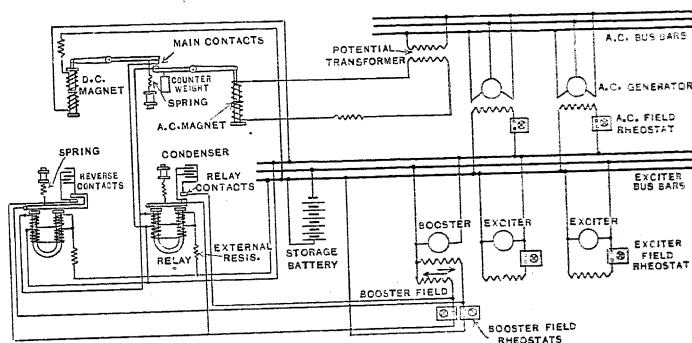 MAIN CONTACTS
POTENTIAL
TRANSFORMER
A.C. BUS BARS
D.C.
MAGNET
COUNTER
WEIGHT
SPRING
A.C. MAGNET
A.C. GENERATOR
A.C. FIELD
RHEOSTAT
SPRING
REVERSE
CONTACTS
CONDENSER
RELAY
CONTACTS
EXCITER
BUS BARS
RELAY
EXTERNAL
RESIS.
STORAGE
BATTERY
BOOSTER
EXCITER
EXCITER
EXCITER
FIELD
RHEOSTAT
BOOSTER FIELD
BOOSTER FIELD
RHEOSTATS